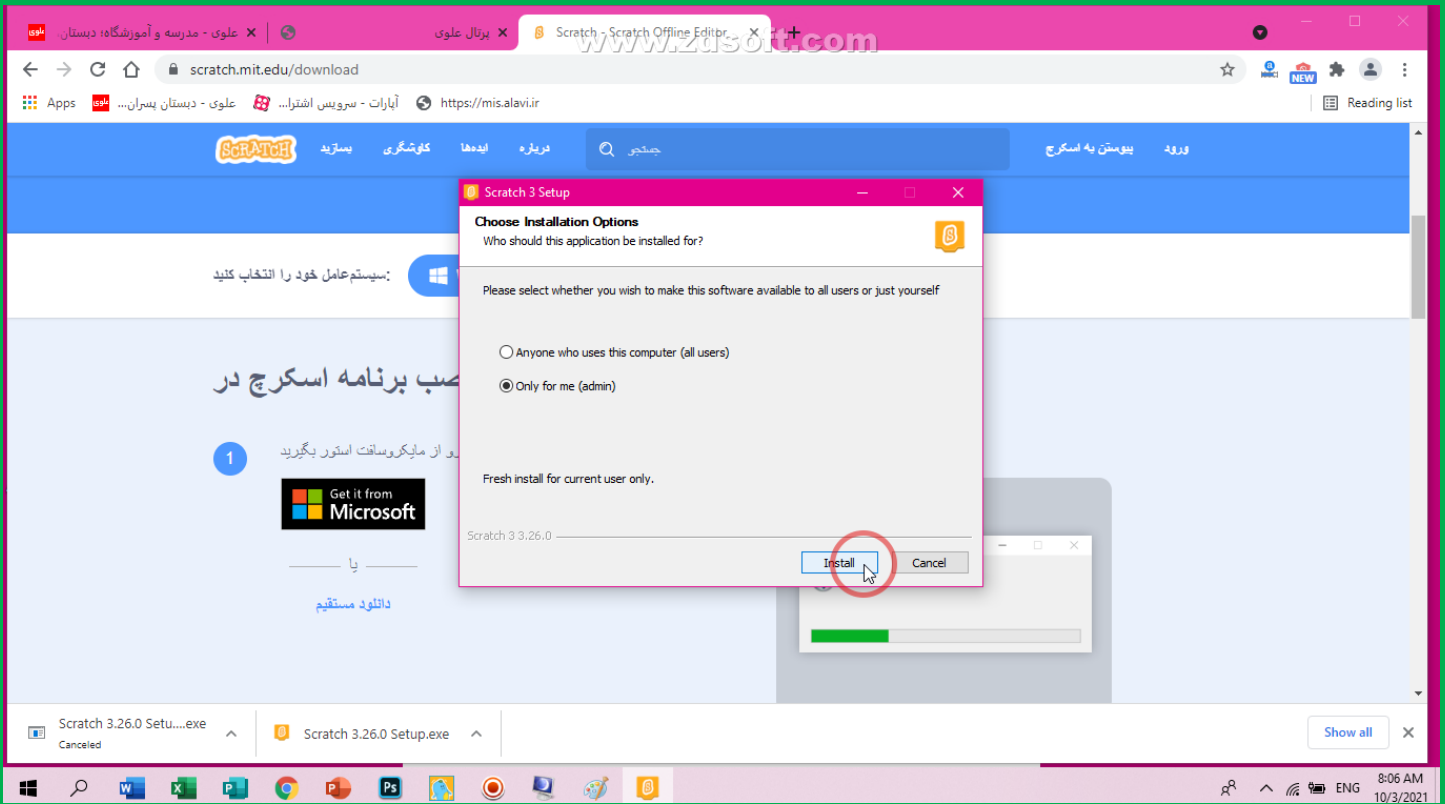 علوی - مدرسه و آموزشگاه؛ دبستان...
پرتال علوی
Scratch - Scratch Offline Editor
www.zdsoft.com
scratch.mit.edu/download
NEW
Apps
علوی - دبستان پسران...
آپارات - سرویس اشترا...
https://mis.alavi.ir
Reading list
SCRATCH
بسازید
کاوشگری
ایده‌ها
درباره
جستجو
پیوستن به اسکرچ
ورود
سیستم‌عامل خود را انتخاب کنید:
Scratch 3 Setup
Choose Installation Options
Who should this application be installed for?
Please select whether you wish to make this software available to all users or just yourself
Anyone who uses this computer (all users)
Only for me (admin)
Fresh install for current user only.
Scratch 3 3.26.0
Install
Cancel
برنامه اسکرچ در
1
از مایکروسافت استور بگیرید
Get it from
Microsoft
یا
دانلود مستقیم
Scratch 3.26.0 Setu....exe
Canceled
Scratch 3.26.0 Setup.exe
Show all
ENG
8:06 AM
10/3/2021